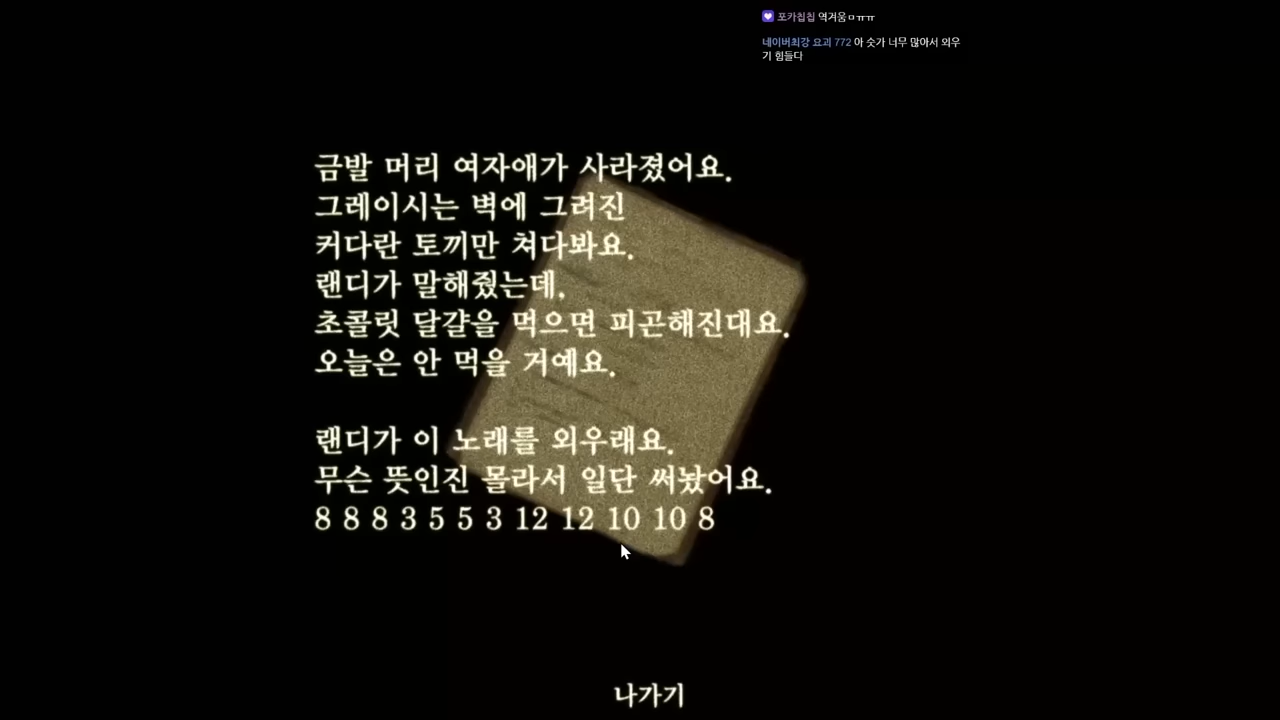 포카칩칩 역겨움ㅁㅠㅠ
네이버최강 요괴 772 아 숫가 너무 많아서 외우
기 힘들다
금발 머리 여자애가 사라졌어요.
그레이시는 벽에 그려진
커다란 토끼만 쳐다봐요.
랜디가 말해줬는데,
초콜릿 달걀을 먹으면 피곤해진대요.
오늘은 안 먹을 거예요.
랜디가 이 노래를 외우래요.
무슨 뜻인진 몰라서 일단 써놨어요.
8 8 8 3 5 5 3 12 12 10 10 8
나가기